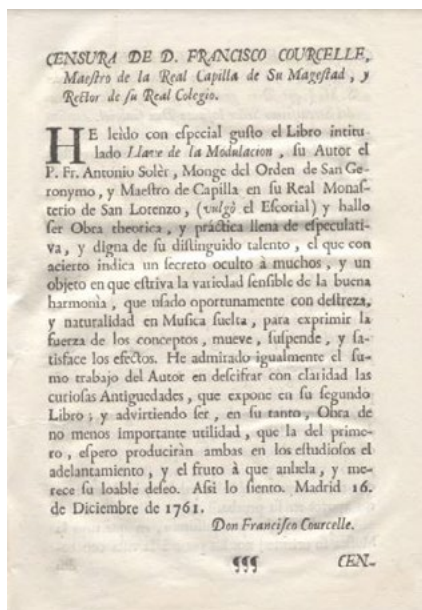 CENSURA DE D. FRANCISCO COURCELLE,
Maeſtro de la Real Capilla de Su Mageſtad, y
Rector de ſu Real Colegio.
HE leìdo con eſpecial guſto el Libro intitu
lado Llave de la Modulacion, ſu Autor el
P. Fr. Antonio Solèr, Monge del Orden de San Ge-
ronymo, y Maeſtro de Capilla en ſu Real Monaſ-
terio de San Lorenzo, (vulgò el Eſcorial) y hallo
ſer Obra theorica, y práctica llena de eſpeculati-
va, y digna de ſu diſtinguido talento, el que con
acierto indica un ſecreto oculto à muchos, y un
objeto en que eſtriva la variedad ſenſible de la buena
harmonìa, que uſado oportunamente con deſtreza,
y naturalidad en Muſica ſuelta, para exprimir la
fuerza de los conceptos, mueve, ſuſpende, y ſa-
tisface los efectos. He admirado igualmente el ſu-
mo trabajo del Autor en deſcifrar con claridad las
curioſas Antiguedades, que expone en ſu ſegundo
Libro; y advirtiendo ſer, en ſu tanto, Obra de
no menos importante utilidad, que la del prime-
ro, eſpero produciràn ambas en los eſtudioſos el
adelantamiento, y el fruto à que anhela, y me-
rece ſu loable deſeo. Aſsi lo ſiento. Madrid 16.
de Diciembre de 1761.
Don Franciſco Courcelle.
¶¶¶ CEN-